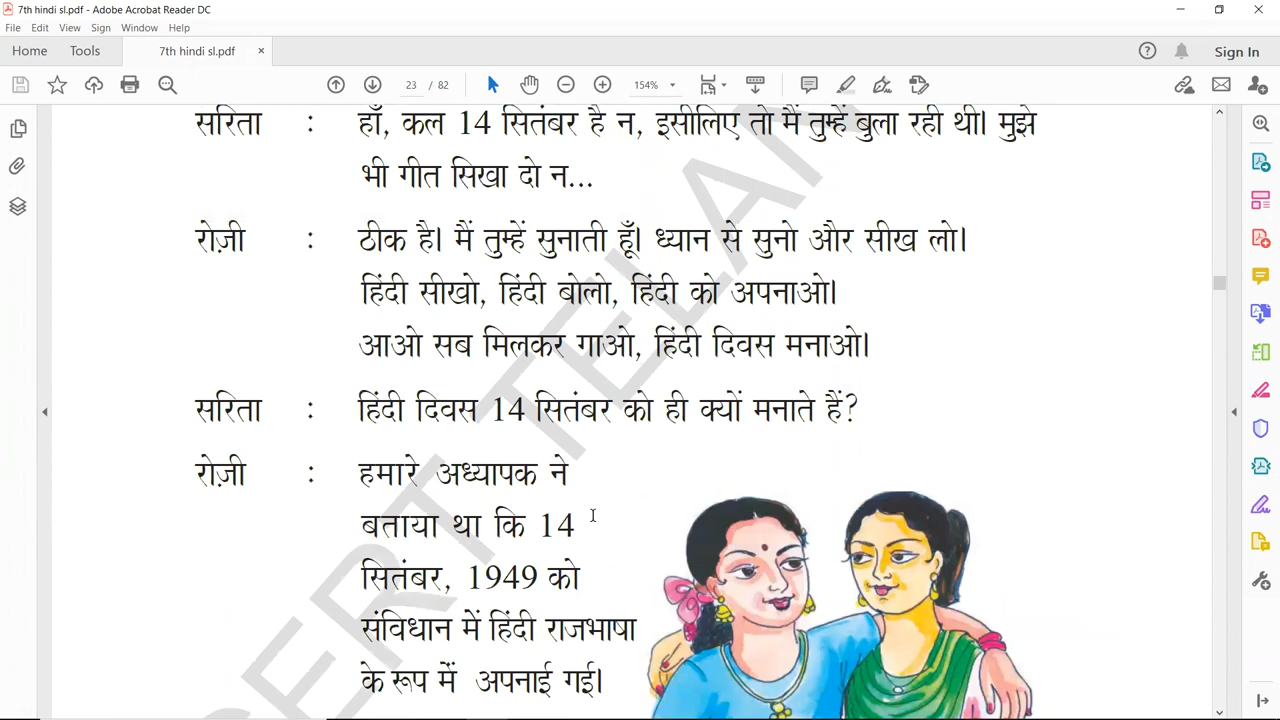 7th hindi sl.pdf - Adobe Acrobat Reader DC
File Edit View Sign Window Help
Home Tools 7th hindi sl.pdf × Sign In
23 / 82 154%
सरिता : हाँ, कल 14 सितंबर है न, इसीलिए तो मैं तुम्हें बुला रही थी। मुझे
भी गीत सिखा दो न...
रोज़ी : ठीक है। मैं तुम्हें सुनाती हूँ। ध्यान से सुनो और सीख लो।
हिंदी सीखो, हिंदी बोलो, हिंदी को अपनाओ।
आओ सब मिलकर गाओ, हिंदी दिवस मनाओ।
सरिता : हिंदी दिवस 14 सितंबर को ही क्यों मनाते हैं?
रोज़ी : हमारे अध्यापक ने
बताया था कि 14
सितंबर, 1949 को
संविधान में हिंदी राजभाषा
के रूप में अपनाई गई।